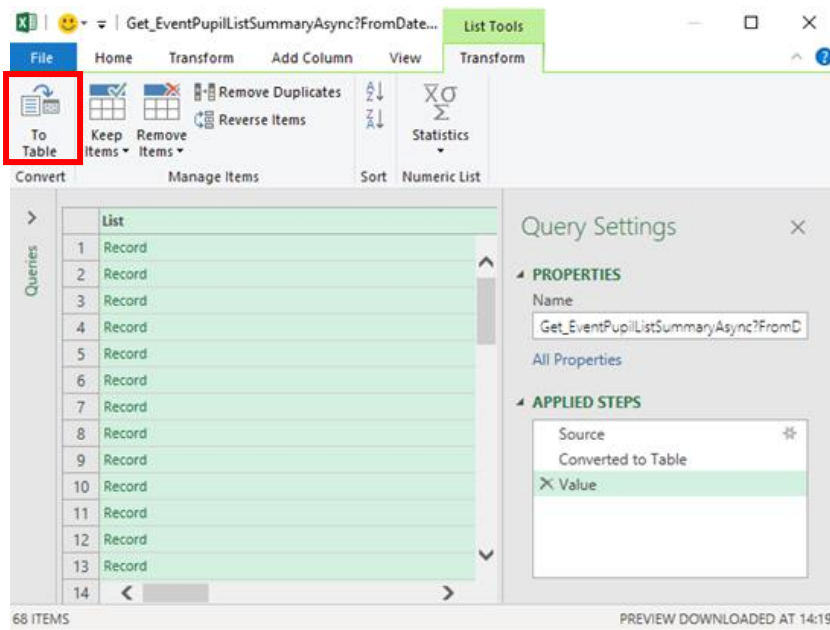 Get_EventPupilListSummaryAsync?FromDate... List Tools
File Home Transform Add Column View Transform
To Table
Keep Items
Remove Items
Remove Duplicates
Reverse Items
Statistics
Convert Manage Items Sort Numeric List
Queries
List
1 Record
2 Record
3 Record
4 Record
5 Record
6 Record
7 Record
8 Record
9 Record
10 Record
11 Record
12 Record
13 Record
14
Query Settings
PROPERTIES
Name
Get_EventPupilListSummaryAsync?FromD
All Properties
APPLIED STEPS
Source
Converted to Table
Value
68 ITEMS PREVIEW DOWNLOADED AT 14:19